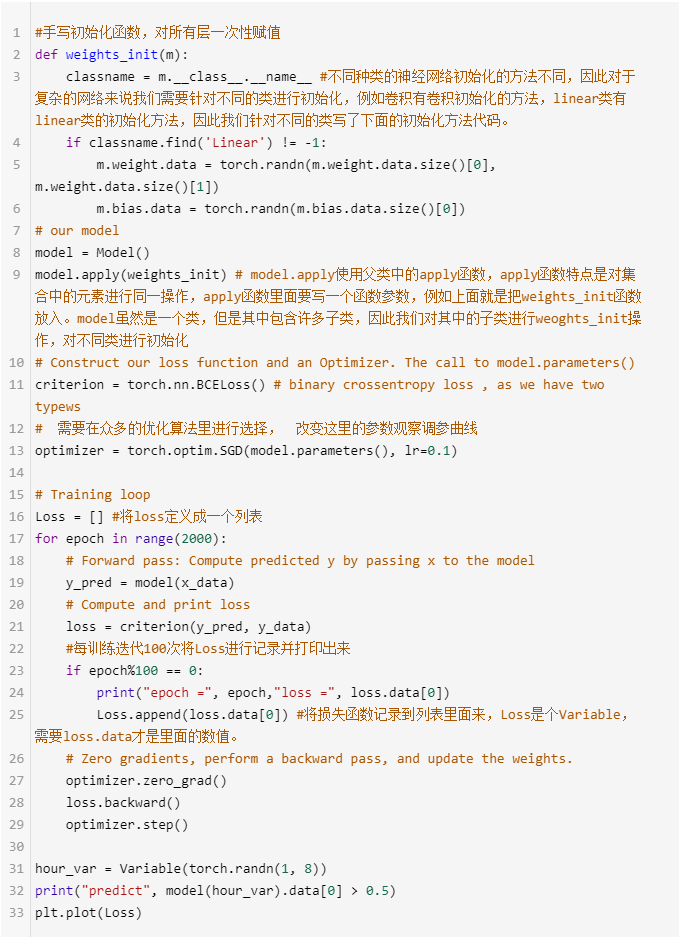 1 #手写初始化函数，对所有层一次性赋值
2 def weights_init(m):
3     classname = m.__class__.__name__ #不同种类的神经网络初始化的方法不同，因此对于
复杂的网络来说我们需要针对不同的类进行初始化，例如卷积有卷积初始化的方法，linear类有
linear类的初始化方法，因此我们针对不同的类写了下面的初始化方法代码。
4     if classname.find('Linear') != -1:
5         m.weight.data = torch.randn(m.weight.data.size()[0],
m.weight.data.size()[1])
6         m.bias.data = torch.randn(m.bias.data.size()[0])
7 # our model
8 model = Model()
9 model.apply(weights_init) # model.apply使用父类中的apply函数，apply函数特点是对集
合中的元素进行同一操作，apply函数里面要写一个函数参数，例如上面就是把weights_init函数
放入。model虽然是一个类，但是其中包含许多子类，因此我们对其中的子类进行weoghts_init操
作，对不同类进行初始化
10 # Construct our loss function and an Optimizer. The call to model.parameters()
11 criterion = torch.nn.BCELoss() # binary crossentropy loss , as we have two
typews
12 #  需要在众多的优化算法里进行选择，  改变这里的参数观察调参曲线
13 optimizer = torch.optim.SGD(model.parameters(), lr=0.1)
14
15 # Training loop
16 Loss = [] #将loss定义成一个列表
17 for epoch in range(2000):
18     # Forward pass: Compute predicted y by passing x to the model
19     y_pred = model(x_data)
20     # Compute and print loss
21     loss = criterion(y_pred, y_data)
22     #每训练迭代100次将Loss进行记录并打印出来
23     if epoch%100 == 0:
24         print("epoch =", epoch,"loss =", loss.data[0])
25         Loss.append(loss.data[0]) #将损失函数记录到列表里面来，Loss是个Variable，
需要loss.data才是里面的数值。
26     # Zero gradients, perform a backward pass, and update the weights.
27     optimizer.zero_grad()
28     loss.backward()
29     optimizer.step()
30
31 hour_var = Variable(torch.randn(1, 8))
32 print("predict", model(hour_var).data[0] > 0.5)
33 plt.plot(Loss)